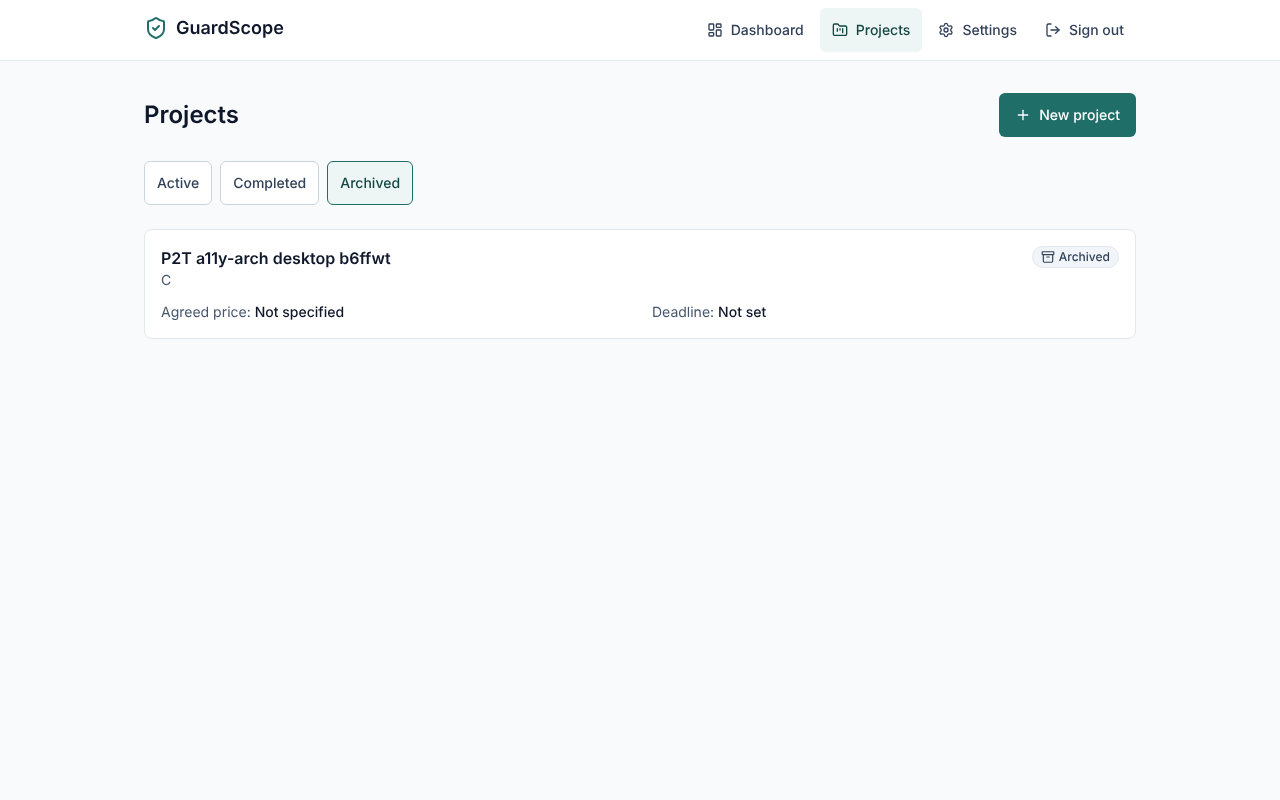 GuardScope
Dashboard
Projects
Settings
Sign out
Projects
New project
Active
Completed
Archived
P2T a11y-arch desktop b6ffwt
Archived
C
Agreed price: Not specified
Deadline: Not set